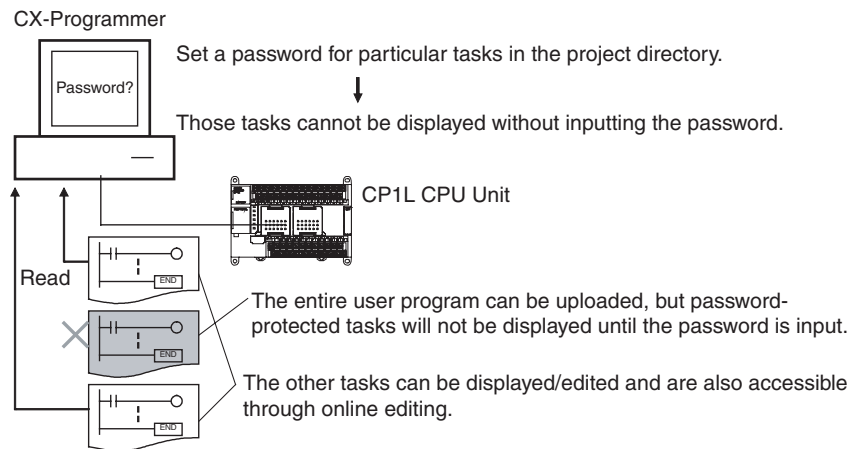 CX-Programmer
Set a password for particular tasks in the project directory.
Password?
Those tasks cannot be displayed without inputting the password.
CP1L CPU Unit
Read
END
The entire user program can be uploaded, but password-
protected tasks will not be displayed until the password is input.
END
The other tasks can be displayed/edited and are also accessible
through online editing.
END